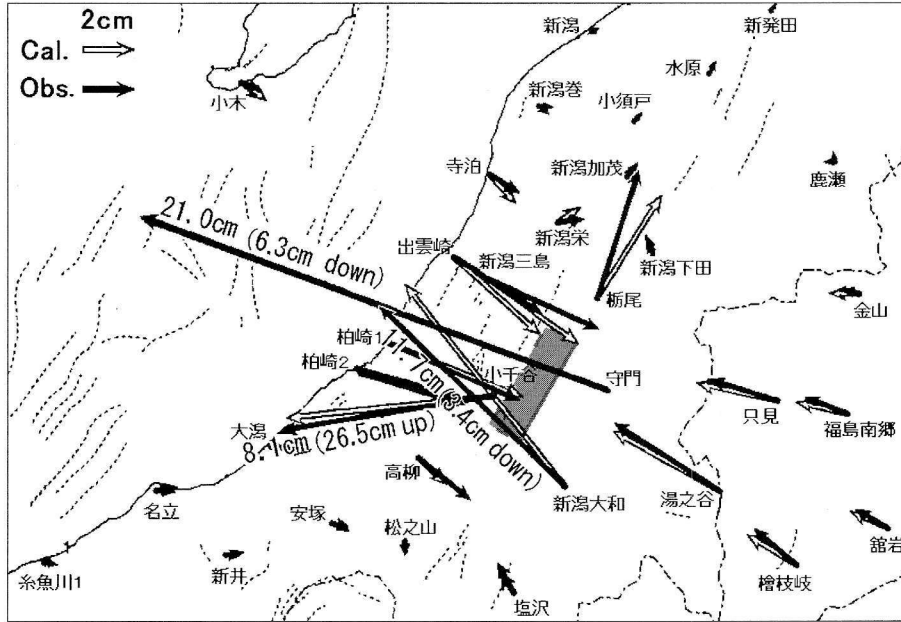 2cm
Cal.
Obs.
新潟
新発田
水原
小木
新潟巻
小須戸
寺泊
新潟加茂
鹿瀬
21.0cm (6.3cm down)
出雲崎
新潟栄
新潟三島
新潟下田
栃尾
金山
柏崎1
11.7cm (3.4cm down)
柏崎2
小千谷
守門
只見
大潟
福島南郷
8.1cm (26.5cm up)
高柳
新潟大和
湯之谷
名立
安塚
松之山
舘岩
糸魚川1
新井
塩沢
檜枝岐